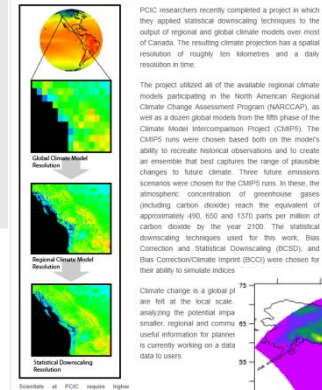 PCIC researchers recently completed a project in which
they applied statistical downscaling techniques to the
output of regional and global climate models over most
of Canada. The resulting climate projection has a spatial
resolution of roughly ten kilometres and a daily
resolution in time.
The project utilized all of the available regional climate
models participating in the North American Regional
Climate Change Assessment Program (NARCCAP), as
well as a dozen global models from the fifth phase of the
Climate Model Intercomparison Project (CMIP5). The
CMIP5 runs were chosen based both on the model's
ability to recreate historical observations and to create
an ensemble that best captures the range of plausible
changes to future climate. Three future emissions
scenarios were chosen for the CMIP5 runs. In these, the
atmospheric concentration of greenhouse gases
(including carbon dioxide) reach the equivalent of
approximately 490, 650 and 1370 parts per million of
carbon dioxide by the year 2100. The statistical
downscaling techniques used for this work, Bias
Correction and Statistical Downscaling (BCSD), and
Bias Correction/Climate Imprint (BCCI) were chosen for
their ability to simulate indices
Climate change is a global pl
are felt at the local scale.
analyzing the potential impa
smaller, regional and commu
useful information for planner
is currently working on a data
data to users.
Global Climate Model
Resolution
Regional Climate Model
Resolution
Statistical Downscaling
Resolution
Scientists at PCIC require higher
75
65
55